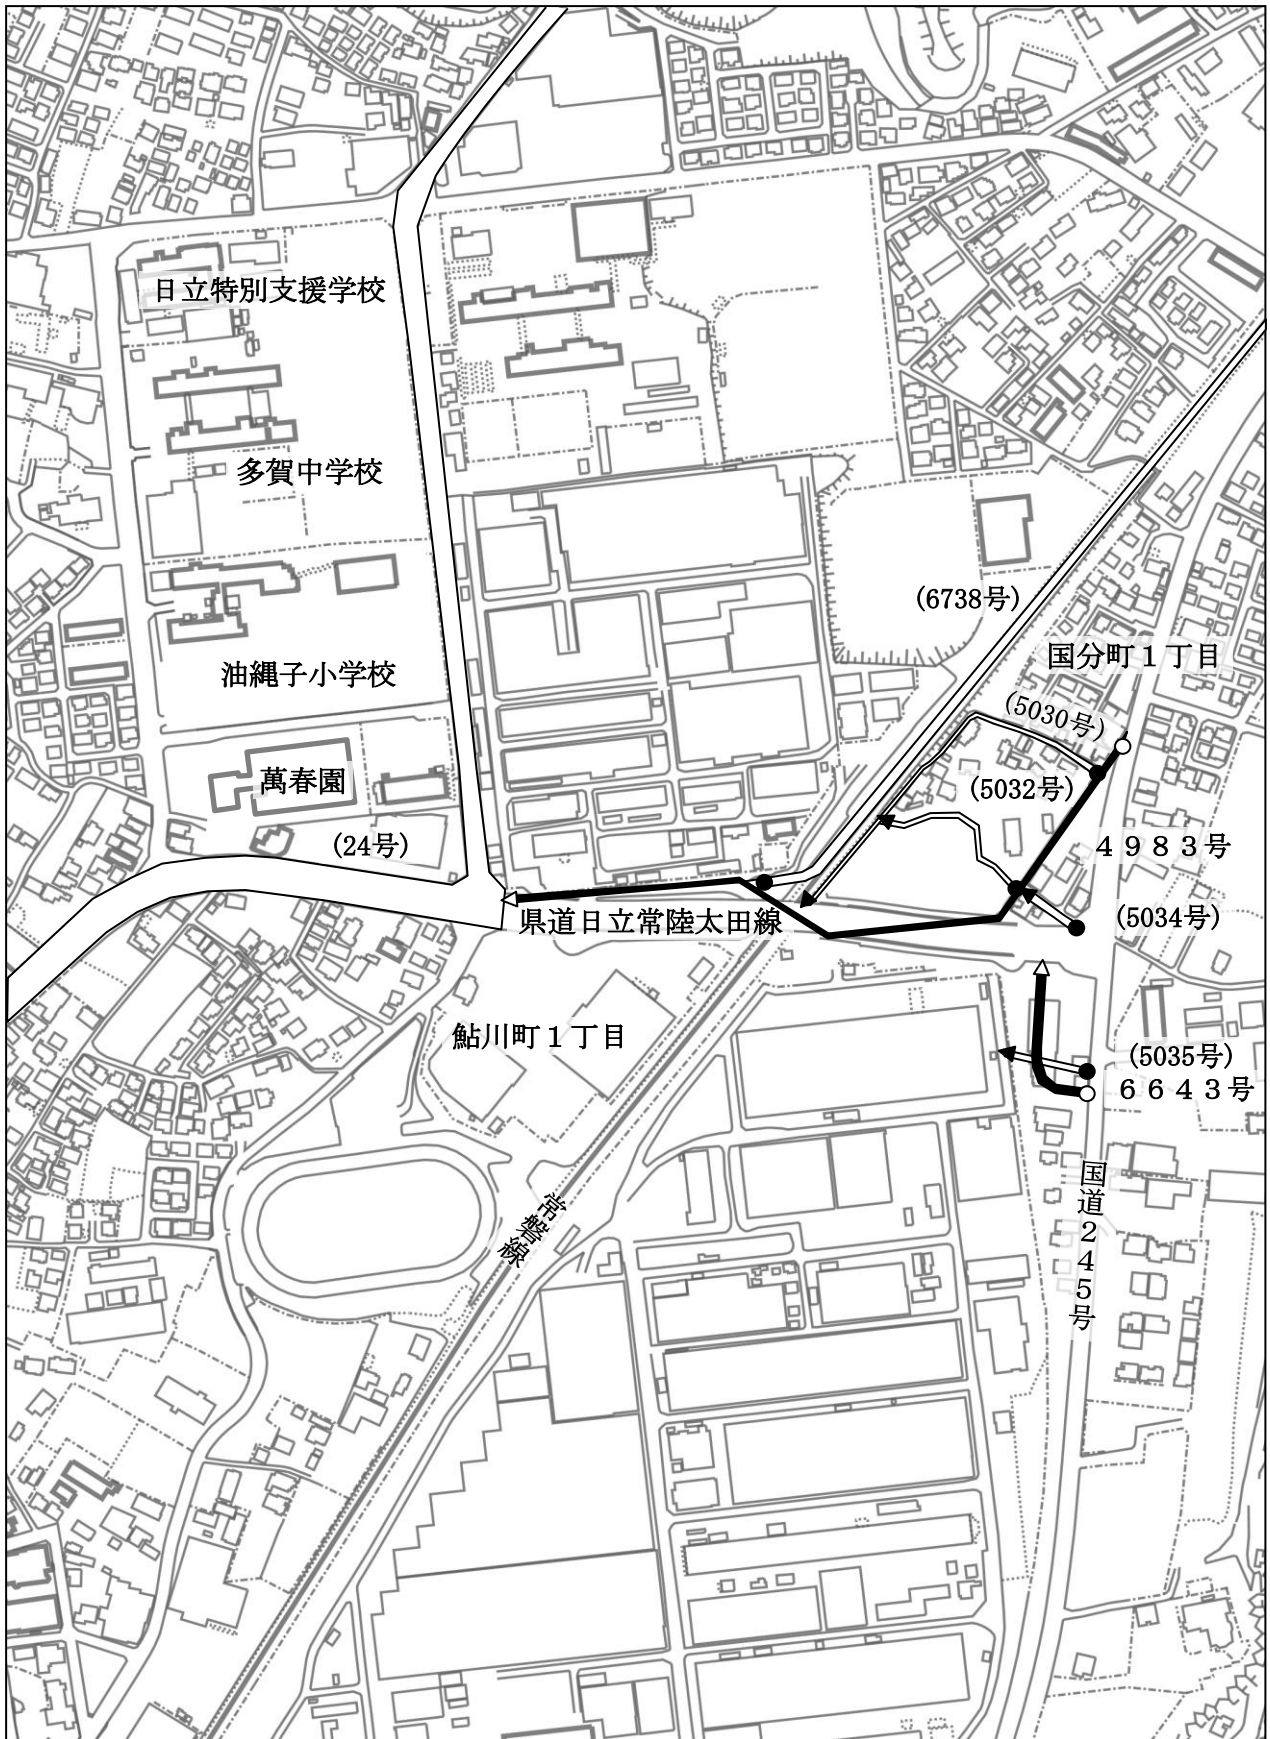 日立特別支援学校
多賀中学校
(6738号)
国分町１丁目
油縄子小学校
(5030号)
萬春園
(5032号)
(24号)
４９８３号
県道日立常陸太田線
(5034号)
鮎川町１丁目
(5035号)
６６４３号
常磐線
国道２４５号